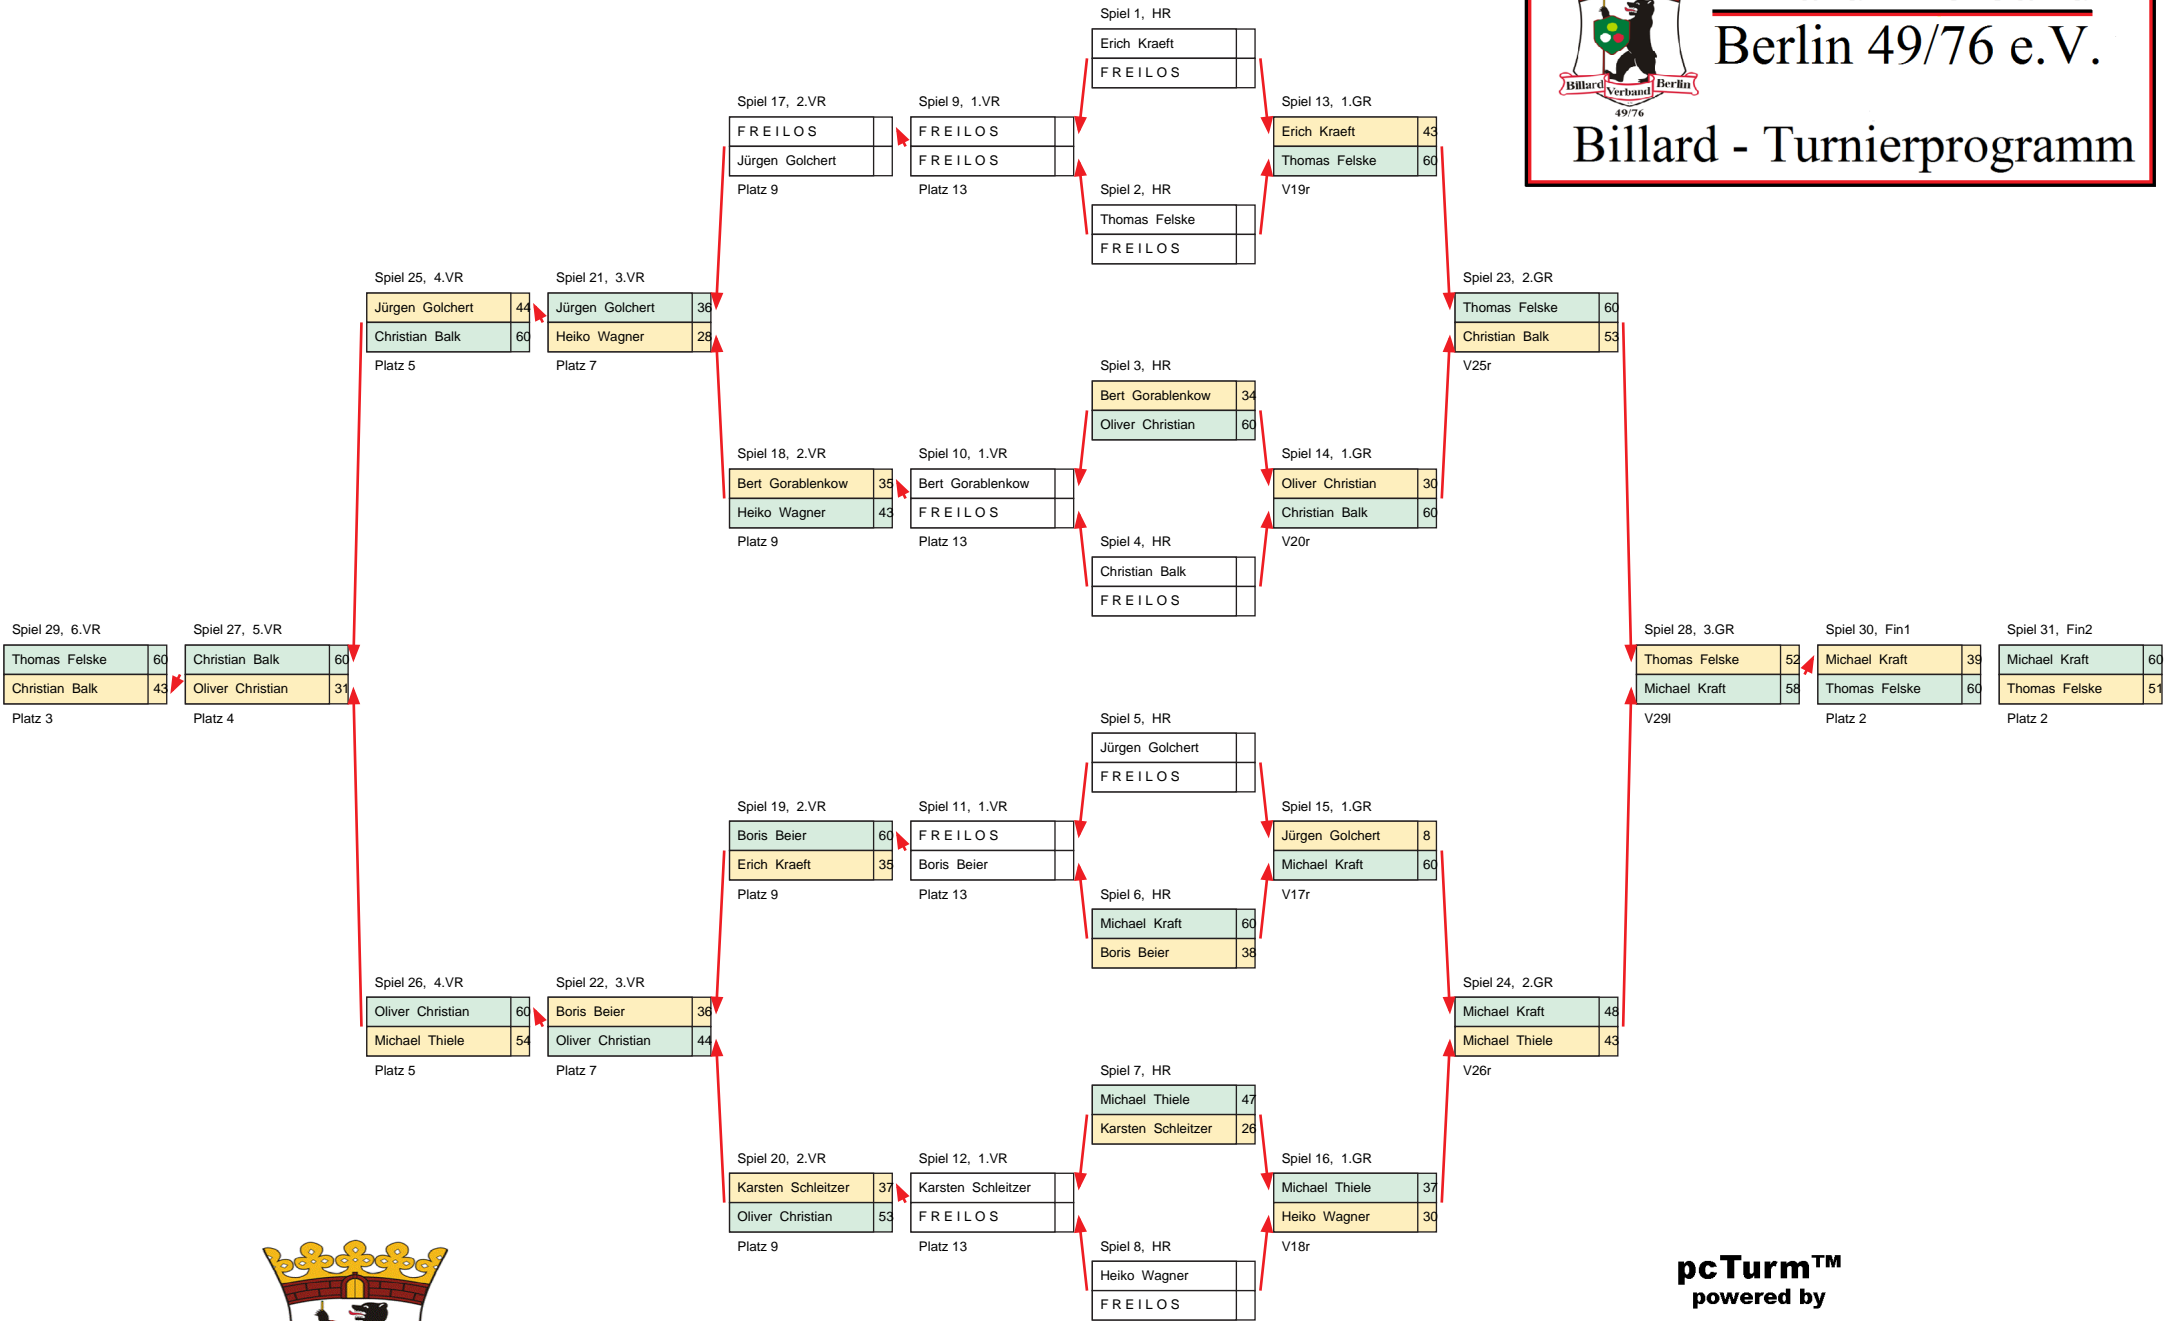 Berlin 49/76 e.V.
Billard Verband Berlin
49/76
Billard - Turnierprogramm
Spiel 1, HR
Erich Kraeft
FREILOS
Spiel 17, 2.VR
FREILOS
Jürgen Golchert
Platz 9
Spiel 9, 1.VR
FREILOS
FREILOS
Platz 13
Spiel 2, HR
Thomas Felske
FREILOS
Spiel 13, 1.GR
Erich Kraeft 43
Thomas Felske 60
V19r
Spiel 25, 4.VR
Jürgen Golchert 44
Christian Balk 60
Platz 5
Spiel 21, 3.VR
Jürgen Golchert 36
Heiko Wagner 28
Platz 7
Spiel 23, 2.GR
Thomas Felske 60
Christian Balk 53
V25r
Spiel 3, HR
Bert Gorablenkow 34
Oliver Christian 60
Spiel 18, 2.VR
Bert Gorablenkow 35
Heiko Wagner 43
Platz 9
Spiel 10, 1.VR
Bert Gorablenkow
FREILOS
Platz 13
Spiel 4, HR
Christian Balk
FREILOS
Spiel 14, 1.GR
Oliver Christian 30
Christian Balk 60
V20r
Spiel 29, 6.VR
Thomas Felske 60
Christian Balk 43
Platz 3
Spiel 27, 5.VR
Christian Balk 60
Oliver Christian 31
Platz 4
Spiel 28, 3.GR
Thomas Felske 52
Michael Kraft 58
V29l
Spiel 30, Fin1
Michael Kraft 39
Thomas Felske 60
Platz 2
Spiel 31, Fin2
Michael Kraft 60
Thomas Felske 51
Platz 2
Spiel 5, HR
Jürgen Golchert
FREILOS
Spiel 19, 2.VR
Boris Beier 60
Erich Kraeft 35
Platz 9
Spiel 11, 1.VR
FREILOS
Boris Beier
Platz 13
Spiel 6, HR
Michael Kraft 60
Boris Beier 38
Spiel 15, 1.GR
Jürgen Golchert 8
Michael Kraft 60
V17r
Spiel 26, 4.VR
Oliver Christian 60
Michael Thiele 54
Platz 5
Spiel 22, 3.VR
Boris Beier 36
Oliver Christian 44
Platz 7
Spiel 24, 2.GR
Michael Kraft 48
Michael Thiele 43
V26r
Spiel 7, HR
Michael Thiele 47
Karsten Schleitzer 26
Spiel 20, 2.VR
Karsten Schleitzer 37
Oliver Christian 53
Platz 9
Spiel 12, 1.VR
Karsten Schleitzer
FREILOS
Platz 13
Spiel 8, HR
Heiko Wagner
FREILOS
Spiel 16, 1.GR
Michael Thiele 37
Heiko Wagner 30
V18r
pcTurm™
powered by